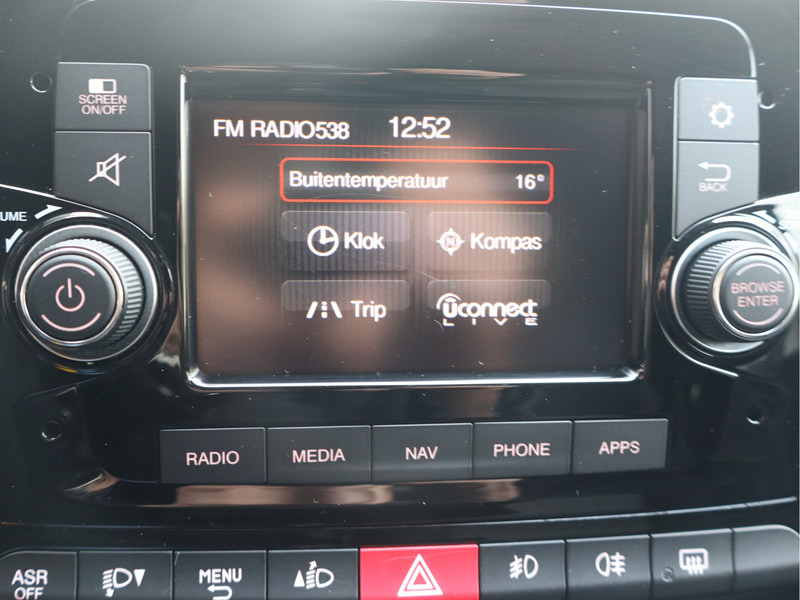 SCREEN
ON/OFF
UME
FM RADIO538 12:52
Buitentemperatuur 16°
Klok
N Kompas
Trip
Uconnect
LIVE
BACK
BROWSE
ENTER
RADIO
MEDIA
NAV
PHONE
APPS
ASR
OFF
MENU